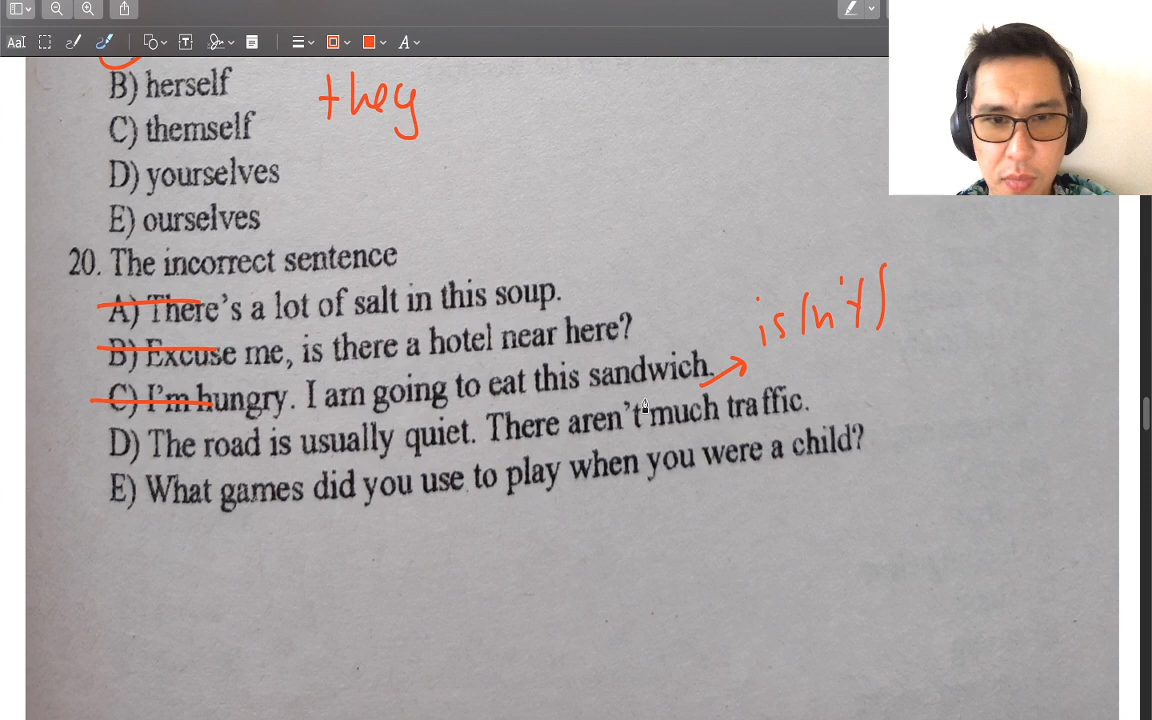 B) herself
they
C) themself
D) yourselves
E) ourselves
20. The incorrect sentence
A) There's a lot of salt in this soup.
is (n't)
B) Excuse me, is there a hotel near here?
C) I'm hungry. I am going to eat this sandwich.
D) The road is usually quiet. There aren't much traffic.
E) What games did you use to play when you were a child?